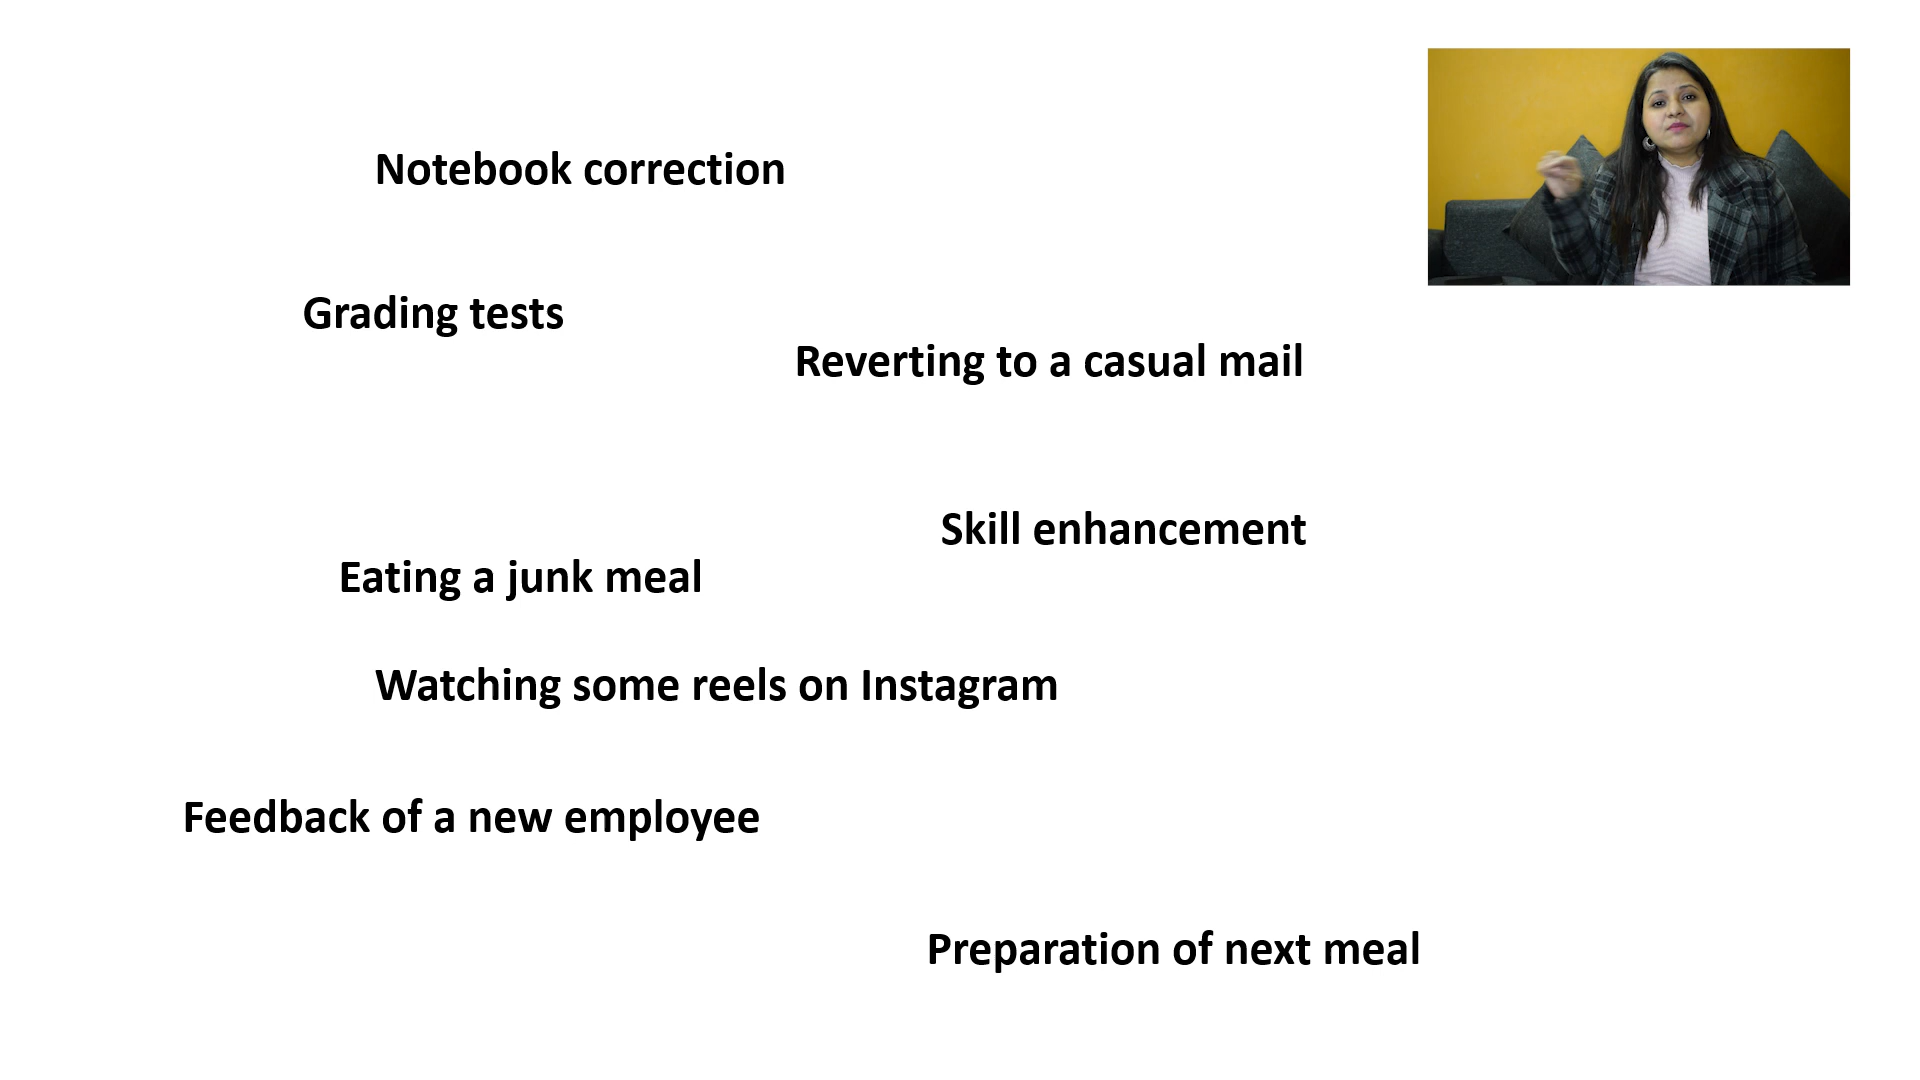 Notebook correction
Grading tests
Reverting to a casual mail
Skill enhancement
Eating a junk meal
Watching some reels on Instagram
Feedback of a new employee
Preparation of next meal